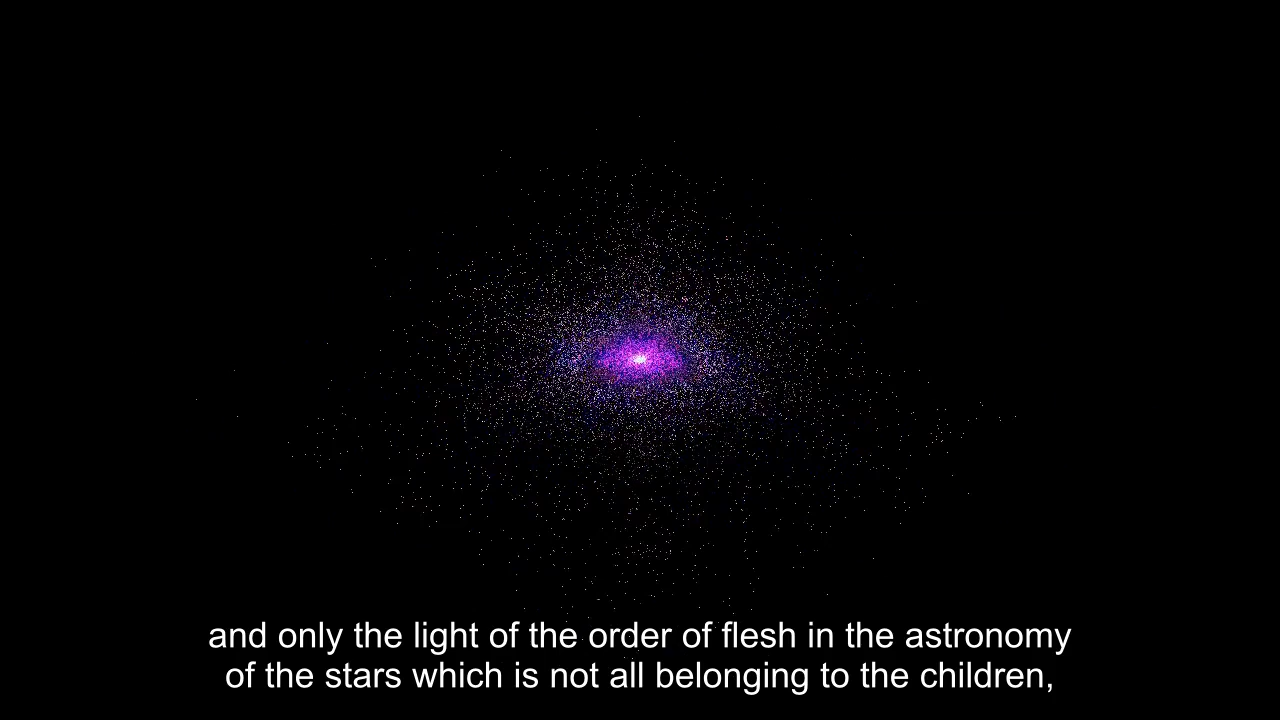 and only the light of the order of flesh in the astronomy
of the stars which is not all belonging to the children,